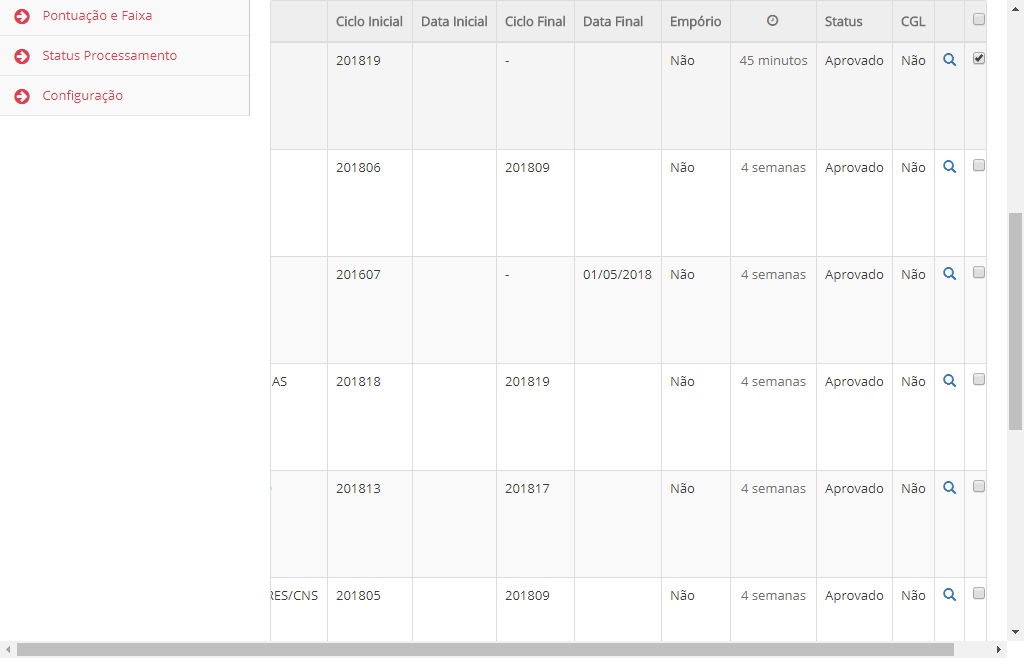 Pontuação e Faixa
Status Processamento
Configuração
Ciclo Inicial Data Inicial Ciclo Final Data Final Empório Status CGL
201819 - Não 45 minutos Aprovado Não
201806 201809 Não 4 semanas Aprovado Não
201607 - 01/05/2018 Não 4 semanas Aprovado Não
AS 201818 201819 Não 4 semanas Aprovado Não
201813 201817 Não 4 semanas Aprovado Não
RES/CNS 201805 201809 Não 4 semanas Aprovado Não